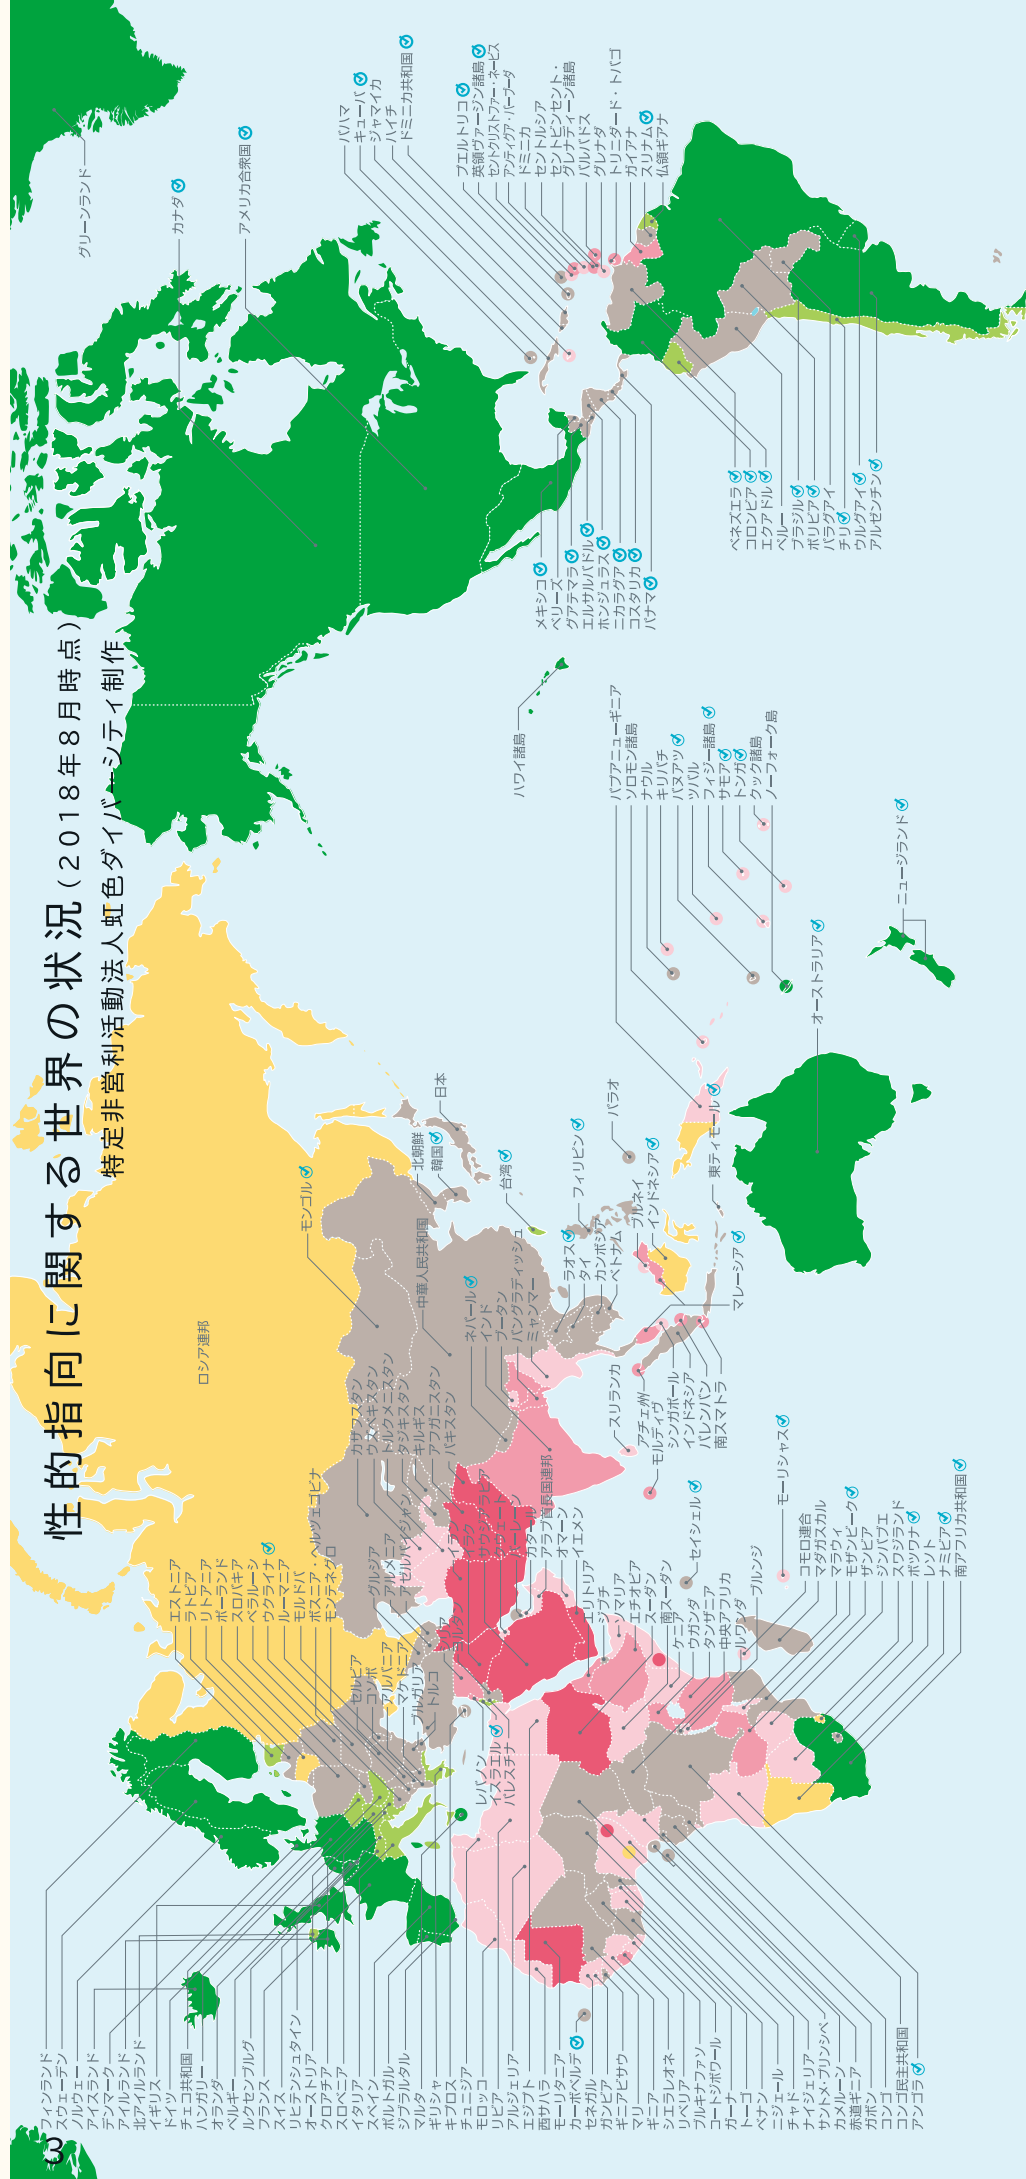 性的指向に関する世界の状況(2018年8月時点)
特定非営利活動法人虹色ダイバーシティ制作
3
グリーンランド
カナダ
アメリカ合衆国
バハマ
キューバ
ジャマイカ
ハイチ
ドミニカ共和国
プエルトリコ
英領ヴァージン諸島
セントクリストファー・ネービス
アンティグア・バーブーダ
ドミニカ
セントルシア
セントビンセント・
グレナディーン諸島
バルバドス
グレナダ
トリニダード・トバゴ
ガイアナ
スリナム
仏領ギアナ
メキシコ
ベリーズ
グアテマラ
エルサルバドル
ホンジュラス
ニカラグア
コスタリカ
パナマ
ベネズエラ
コロンビア
エクアドル
ペルー
ブラジル
ボリビア
パラグアイ
チリ
ウルグアイ
アルゼンチン
ハワイ諸島
パプアニューギニア
ソロモン諸島
ナウル
キリバチ
バヌアツ
ツバル
フィジー諸島
サモア
トンガ
クック諸島
ノーフォーク島
ニュージランド
オーストラリア
ロシア連邦
モンゴル
中華人民共和国
北朝鮮
韓国
日本
台湾
フィリピン
パラオ
ブルネイ
インドネシア
東ティモール
マレーシア
ラオス
タイ
カンボジア
ベトナム
ネパール
インド
ブータン
バングラディッシュ
ミャンマー
スリランカ
アチェ州
モルディヴ
シンガポール
インドネシア
パレンバン
南スマトラ
カザフスタン
ウズベキスタン
トルクメニスタン
タジキスタン
キルギス
アフガニスタン
パキスタン
グルジア
アルメニア
アゼルバイジャン
イラン
イラク
サウジアラビア
クウェート
バーレーン
カタール
アラブ首長国連邦
オマーン
イエメン
エストニア
ラトビア
リトアニア
ポーランド
スロバキア
ベラルーシ
ウクライナ
ルーマニア
モルドバ
ボスニア・ヘルツェゴビナ
モンテネグロ
セルビア
コソボ
アルバニア
マケドニア
ブルガリア
トルコ
ヨルダン
レバノン
イスラエル
パレスチナ
エリトリア
ジブチ
ソマリア
エチオピア
スーダン
南スーダン
ケニア
ウガンダ
タンザニア
中央アフリカ
ルワンダ
ブルンジ
セイシェル
モーリシャス
コモロ連合
マダガスカル
マラウィ
モザンビーク
ザンビア
ジンバブエ
スワジランド
ボツワナ
レソト
ナミビア
南アフリカ共和国
フィンランド
スウェーデン
ノルウェー
アイスランド
デンマーク
アイルランド
北アイルランド
イギリス
ドイツ
チェコ共和国
ハンガリー
オランダ
ベルギー
ルクセンブルグ
フランス
スイス
リヒテンシュタイン
オーストリア
クロアチア
スロベニア
イタリア
スペイン
ポルトガル
ジブラルタル
マルタ
ギリシャ
キプロス
チュニジア
モロッコ
リビア
アルジェリア
エジプト
西サハラ
モーリタニア
カーボベルデ
セネガル
ガンビア
ギニアビサウ
マリ
ギニア
シエラレオネ
リベリア
ブルキナファソ
コートジボワール
ガーナ
トーゴ
ベナン
ニジェール
チャド
ナイジェリア
サントメ・プリンシペ
カメルーン
赤道ギニア
ガボン
コンゴ
コンゴ民主共和国
アンゴラ